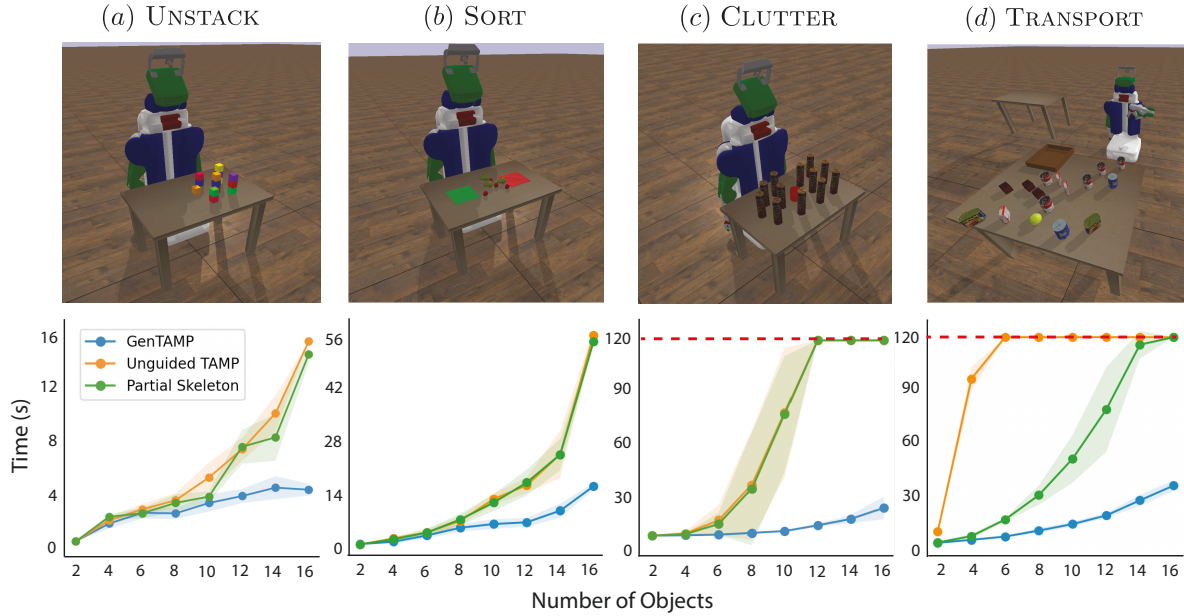 (a) UNSTACK
(b) SORT
(c) CLUTTER
(d) TRANSPORT
GenTAMP
Unguided TAMP
Partial Skeleton
Time (s)
16
12
8
4
0
2 4 6 8 10 12 14 16
56
42
28
14
0
2 4 6 8 10 12 14 16
120
90
60
30
0
2 4 6 8 10 12 14 16
120
90
60
30
0
2 4 6 8 10 12 14 16
Number of Objects